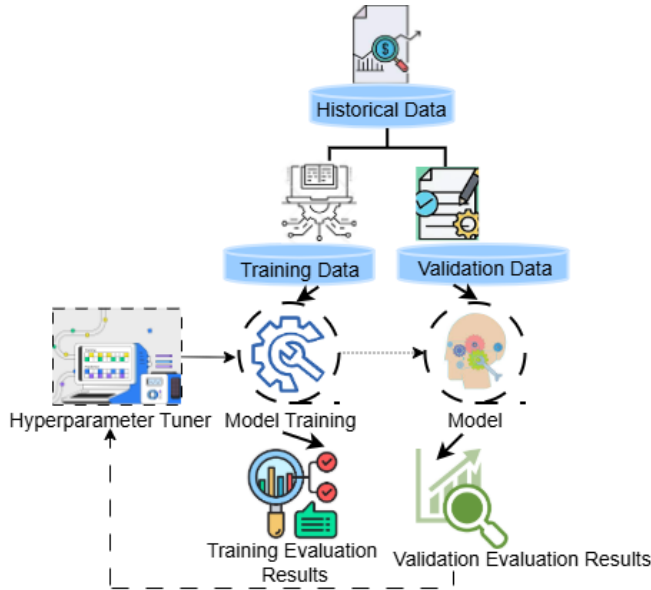 Historical Data
Training Data
Validation Data
Hyperparameter Tuner
Model Training
Model
Training Evaluation
Results
Validation Evaluation Results